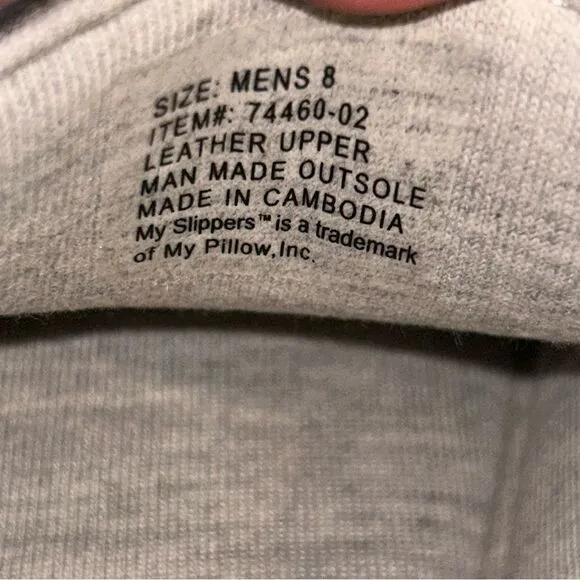 SIZE: MENS 8
ITEM#: 74460-02
LEATHER UPPER
MAN MADE OUTSOLE
MADE IN CAMBODIA
My Slippers™ is a trademark
of My Pillow,Inc.